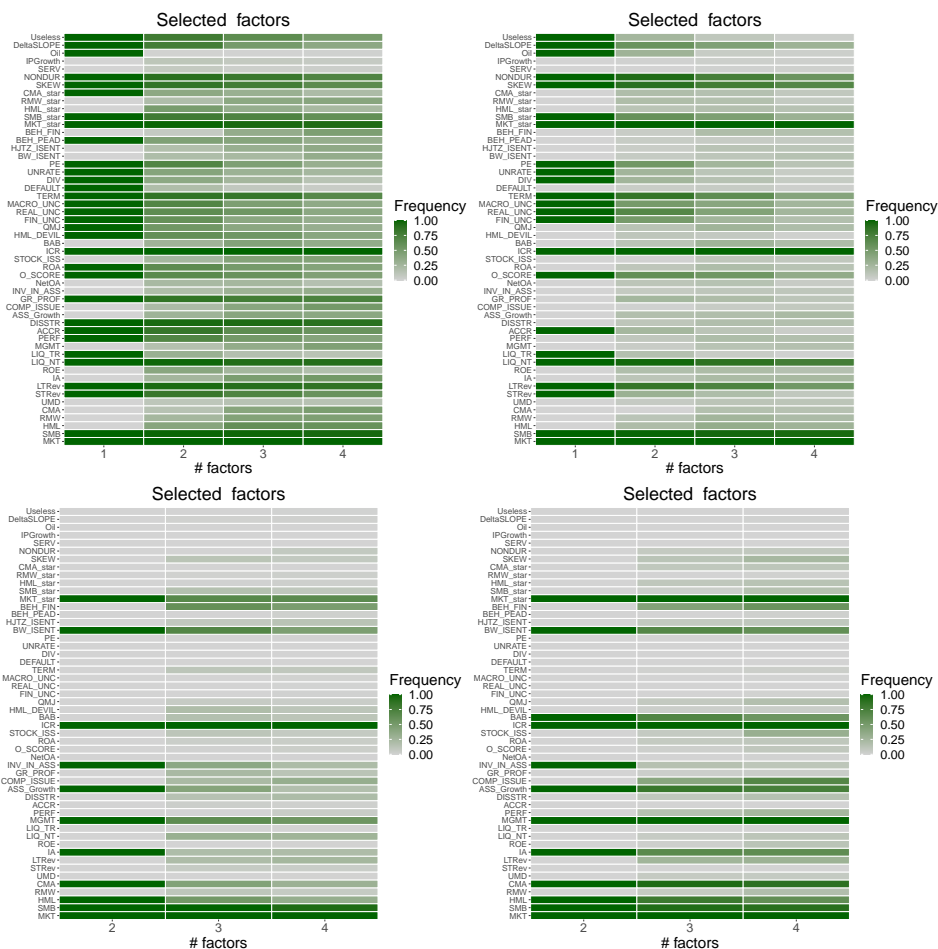 Selected factors
Useless
DeltaSLOPE
Oil
IPGrowth
SERV
NONDUR
SKEW
CMA_star
RMW_star
HML_star
SMB_star
MKT_star
BEH_FIN
BEH_PEAD
HJTZ_ISENT
BW_ISENT
PE
UNRATE
DIV
DEFAULT
TERM
MACRO_UNC
REAL_UNC
FIN_UNC
QMJ
HML_DEVIL
BAB
ICR
STOCK_ISS
ROA
O_SCORE
NetOA
INV_IN_ASS
GR_PROF
COMP_ISSUE
ASS_Growth
DISSTR
ACCR
PERF
MGMT
LIQ_TR
LIQ_NT
ROE
IA
LTRev
STRev
UMD
CMA
RMW
HML
SMB
MKT
1 2 3 4
# factors
Frequency
1.00
0.75
0.50
0.25
0.00
Selected factors
Useless
DeltaSLOPE
Oil
IPGrowth
SERV
NONDUR
SKEW
CMA_star
RMW_star
HML_star
SMB_star
MKT_star
BEH_FIN
BEH_PEAD
HJTZ_ISENT
BW_ISENT
PE
UNRATE
DIV
DEFAULT
TERM
MACRO_UNC
REAL_UNC
FIN_UNC
QMJ
HML_DEVIL
BAB
ICR
STOCK_ISS
ROA
O_SCORE
NetOA
INV_IN_ASS
GR_PROF
COMP_ISSUE
ASS_Growth
DISSTR
ACCR
PERF
MGMT
LIQ_TR
LIQ_NT
ROE
IA
LTRev
STRev
UMD
CMA
RMW
HML
SMB
MKT
1 2 3 4
# factors
Frequency
1.00
0.75
0.50
0.25
0.00
Selected factors
Useless
DeltaSLOPE
Oil
IPGrowth
SERV
NONDUR
SKEW
CMA_star
RMW_star
HML_star
SMB_star
MKT_star
BEH_FIN
BEH_PEAD
HJTZ_ISENT
BW_ISENT
PE
UNRATE
DIV
DEFAULT
TERM
MACRO_UNC
REAL_UNC
FIN_UNC
QMJ
HML_DEVIL
BAB
ICR
STOCK_ISS
ROA
O_SCORE
NetOA
INV_IN_ASS
GR_PROF
COMP_ISSUE
ASS_Growth
DISSTR
ACCR
PERF
MGMT
LIQ_TR
LIQ_NT
ROE
IA
LTRev
STRev
UMD
CMA
RMW
HML
SMB
MKT
2 3 4
# factors
Frequency
1.00
0.75
0.50
0.25
0.00
Selected factors
Useless
DeltaSLOPE
Oil
IPGrowth
SERV
NONDUR
SKEW
CMA_star
RMW_star
HML_star
SMB_star
MKT_star
BEH_FIN
BEH_PEAD
HJTZ_ISENT
BW_ISENT
PE
UNRATE
DIV
DEFAULT
TERM
MACRO_UNC
REAL_UNC
FIN_UNC
QMJ
HML_DEVIL
BAB
ICR
STOCK_ISS
ROA
O_SCORE
NetOA
INV_IN_ASS
GR_PROF
COMP_ISSUE
ASS_Growth
DISSTR
ACCR
PERF
MGMT
LIQ_TR
LIQ_NT
ROE
IA
LTRev
STRev
UMD
CMA
RMW
HML
SMB
MKT
2 3 4
# factors
Frequency
1.00
0.75
0.50
0.25
0.00